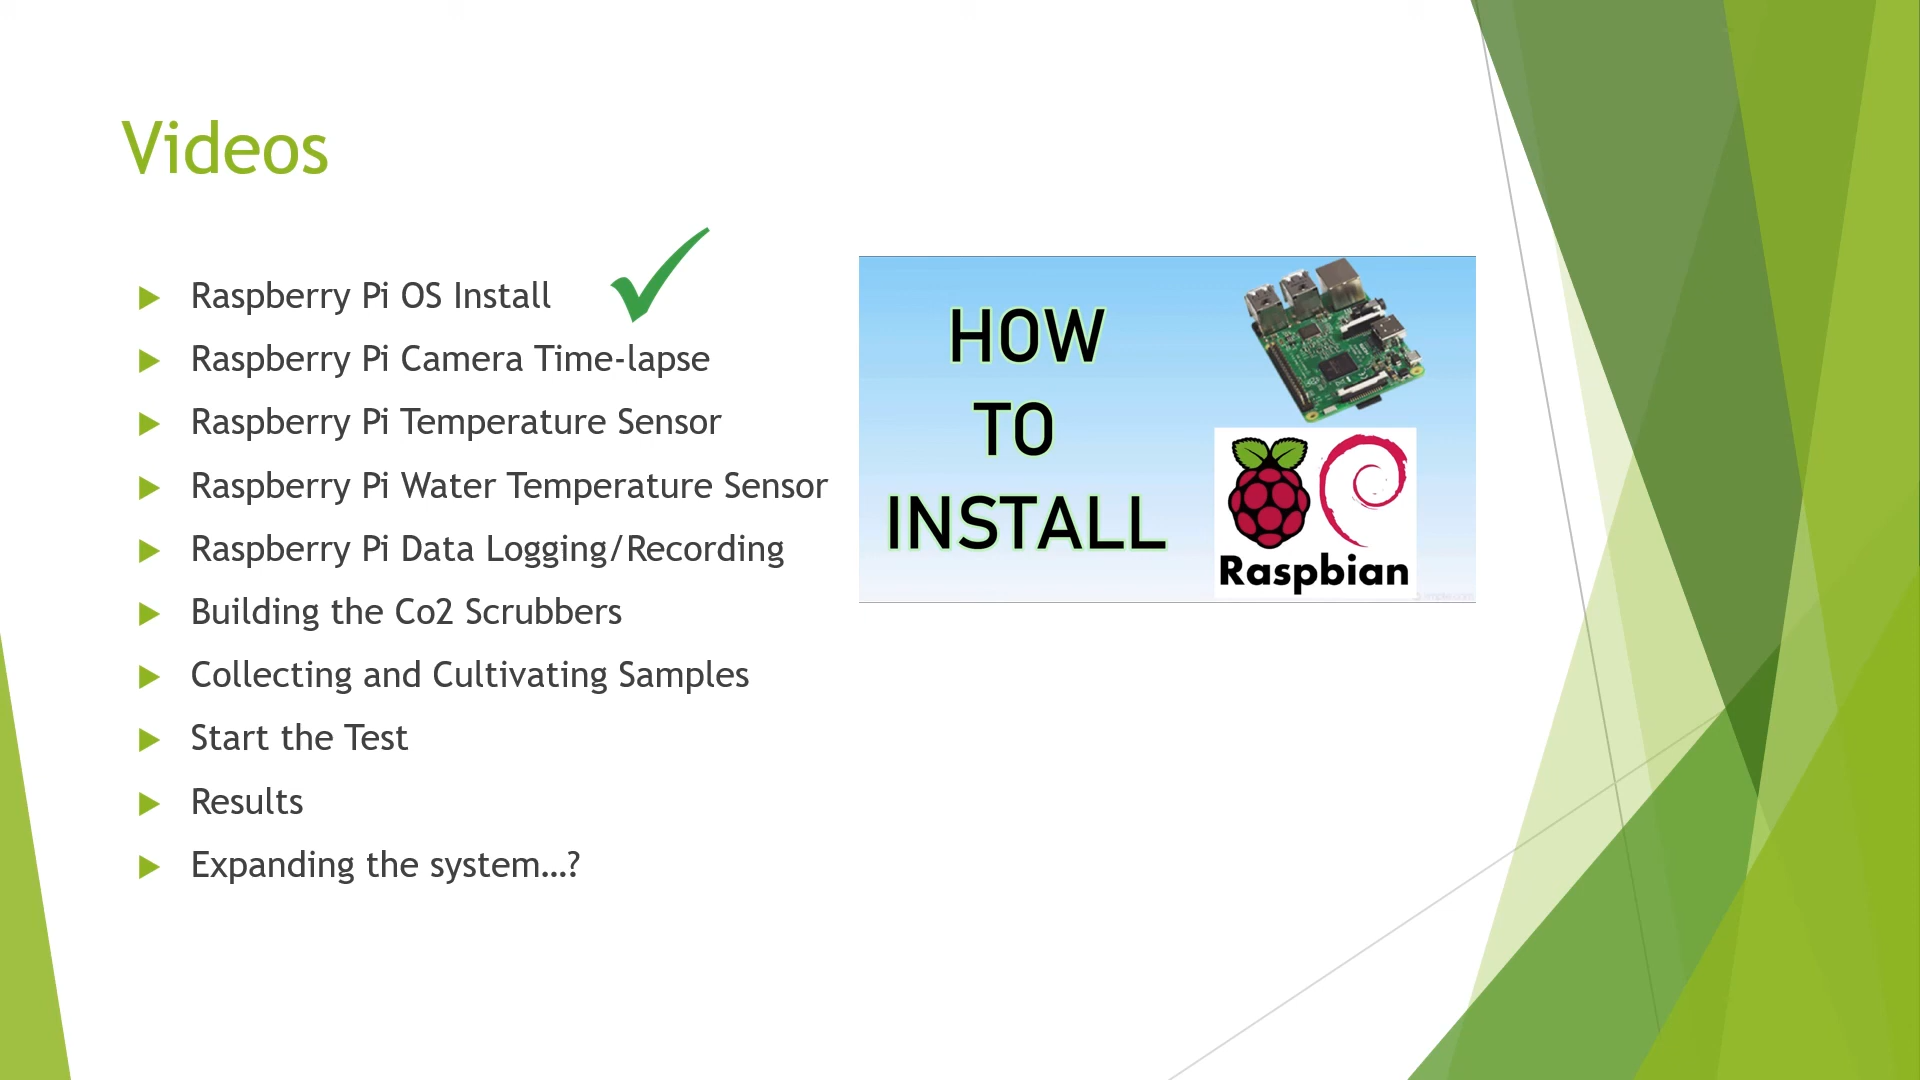 Videos
Raspberry Pi OS Install
Raspberry Pi Camera Time-lapse
Raspberry Pi Temperature Sensor
Raspberry Pi Water Temperature Sensor
Raspberry Pi Data Logging/Recording
Building the Co2 Scrubbers
Collecting and Cultivating Samples
Start the Test
Results
Expanding the system…?
HOW
TO
INSTALL
Raspbian